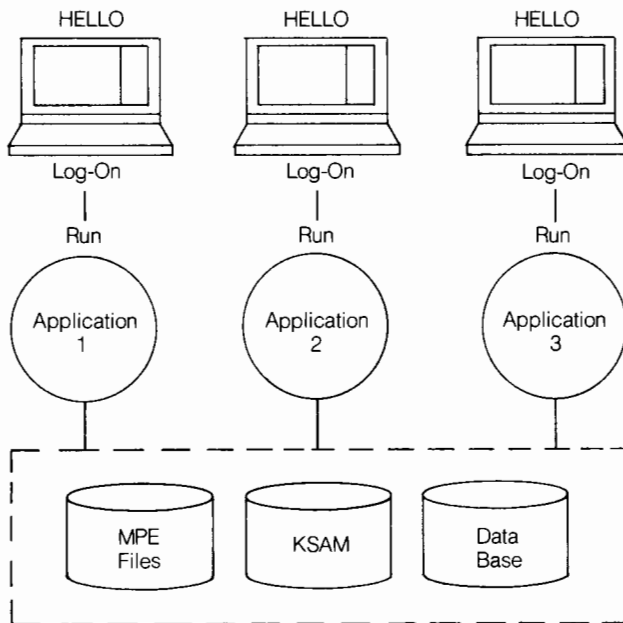 HELLO
HELLO
HELLO
Log-On
Log-On
Log-On
Run
Run
Run
Application
1
Application
2
Application
3
MPE
Files
KSAM
Data
Base